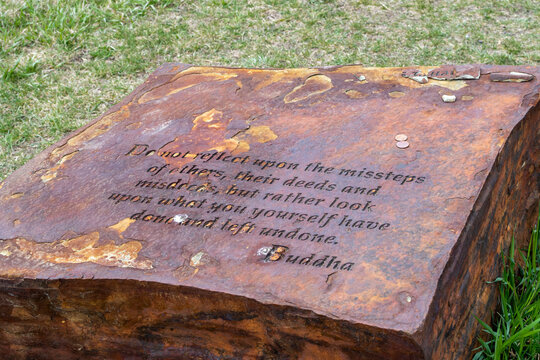 Do not reflect upon the missteps
of others, their deeds and
misdeeds, but rather look
upon what you yourself have
done and left undone.
Buddha